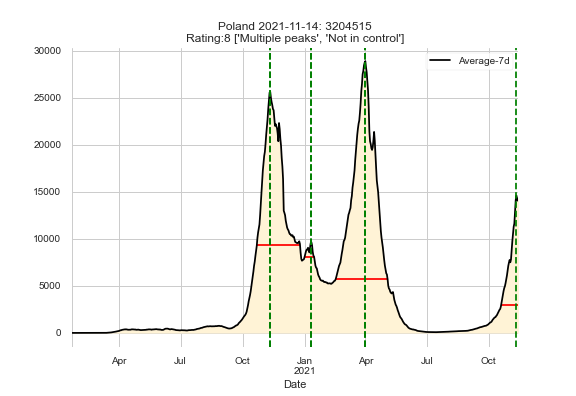 Poland 2021-11-14: 3204515
Rating:8 ['Multiple peaks', 'Not in control']
Average-7d
30000
25000
20000
15000
10000
5000
0
Apr Jul Oct Jan Apr Jul Oct
2021
Date